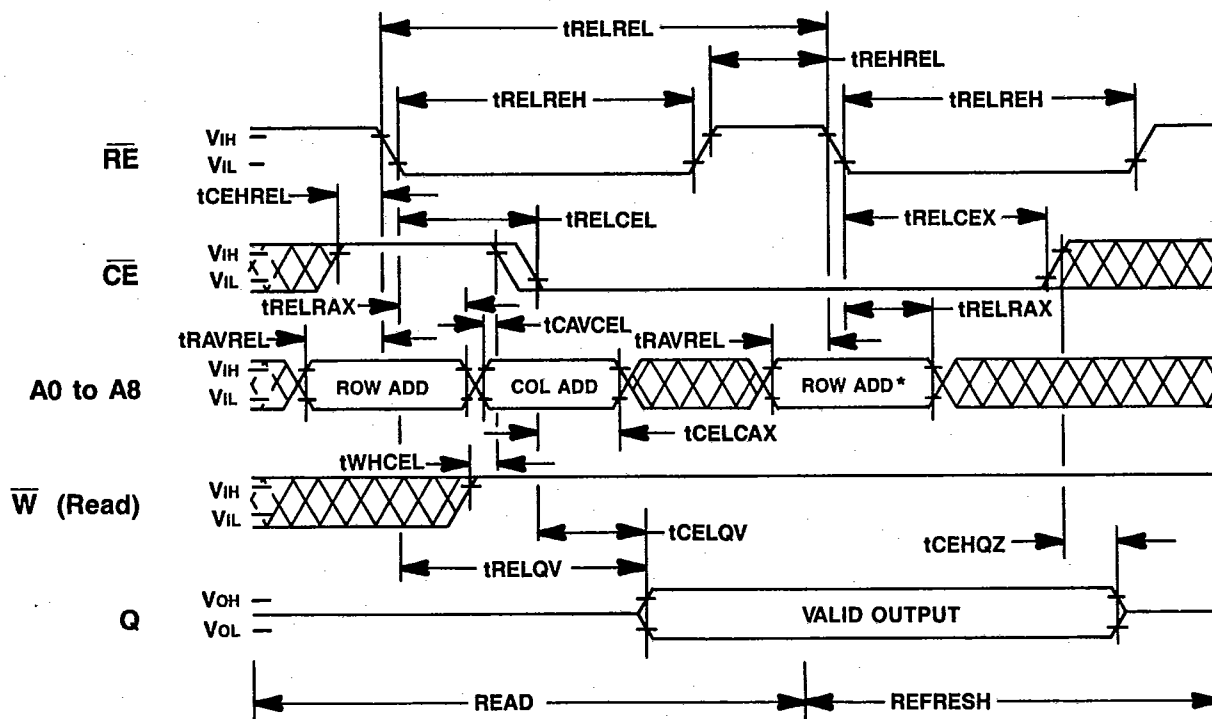 tRELREL
tREHREL
tRELREH
tRELREH
RE
VIH
VIL
tCEHREL
tRELCEL
tRELCEX
CE
VIH
VIL
tRELRAX
tCAVCEL
tRELRAX
tRAVREL
tRAVREL
A0 to A8
VIH
VIL
ROW ADD
COL ADD
ROW ADD*
tCELCAX
tWHCEL
W (Read)
VIH
VIL
tCELQV
tCEHQZ
tRELQV
Q
VOH
VOL
VALID OUTPUT
READ
REFRESH